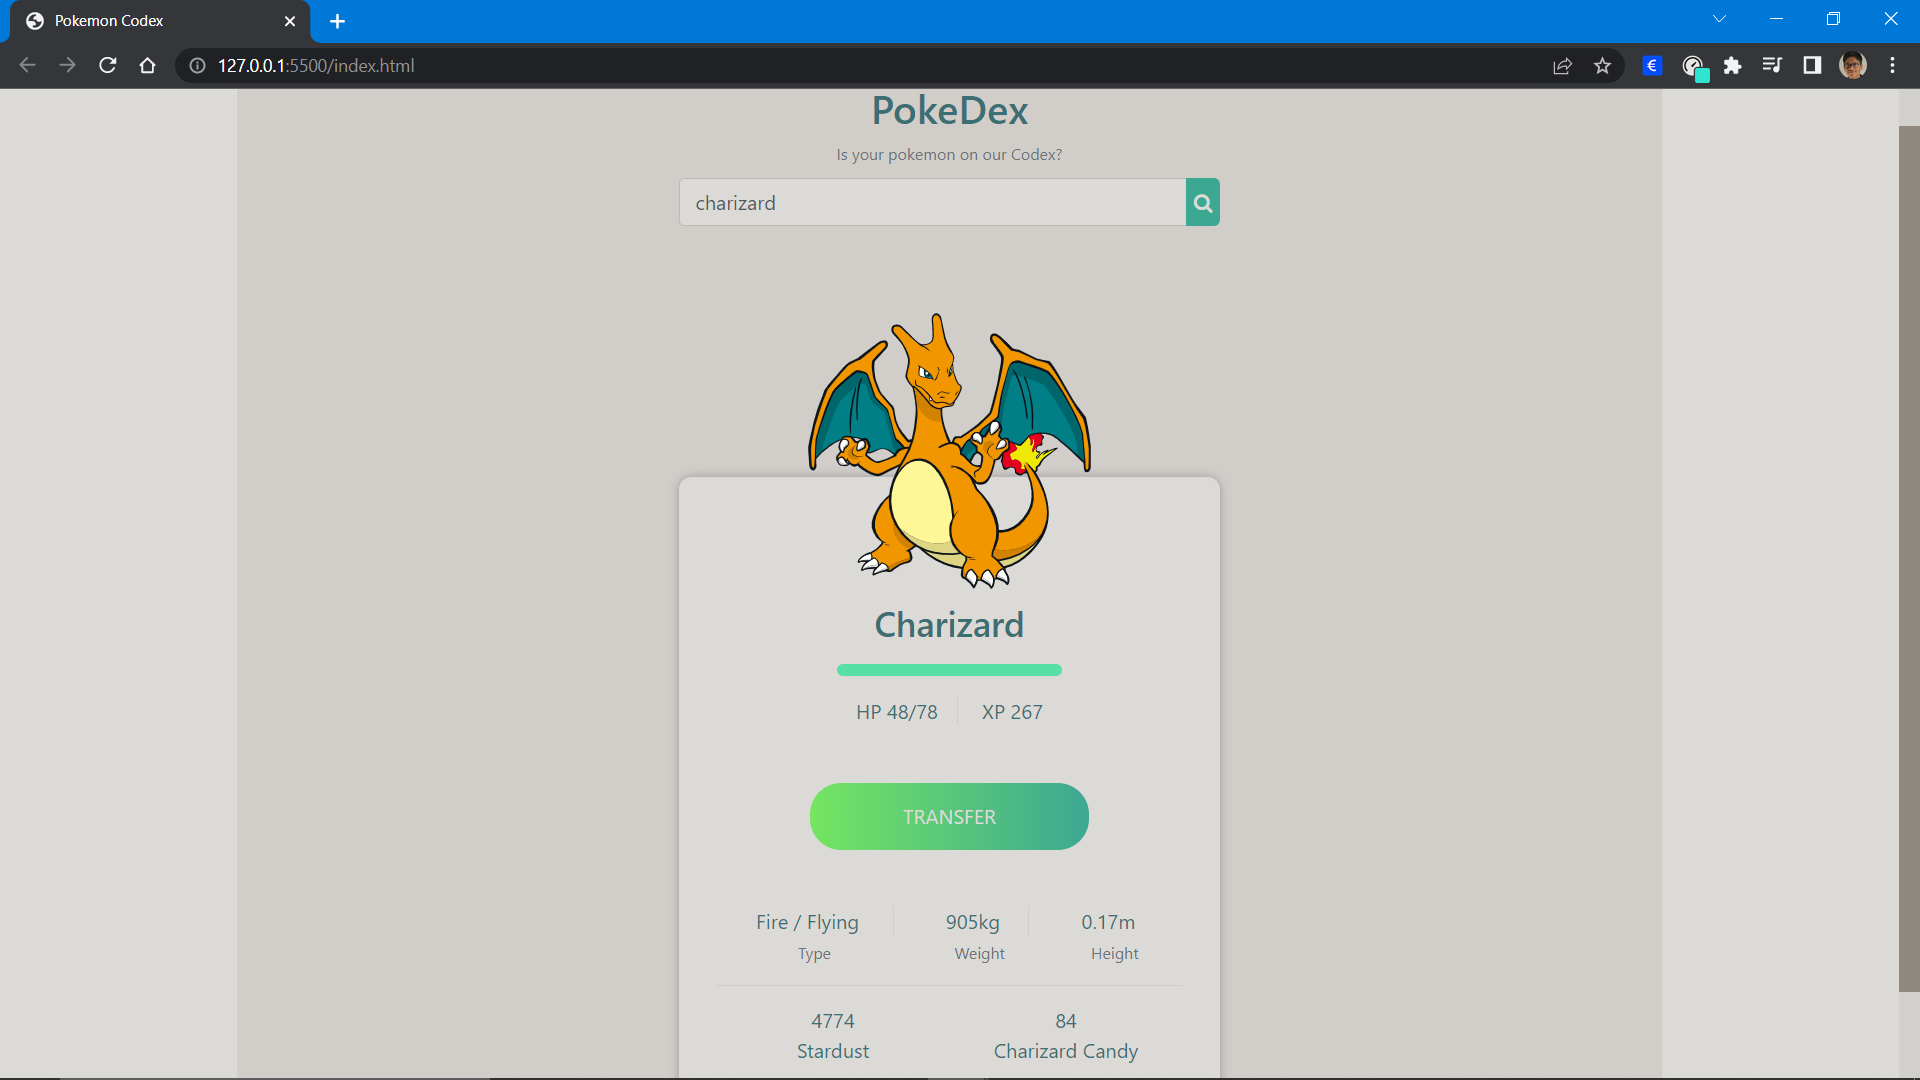 Pokemon Codex
127.0.0.1:5500/index.html
€
PokeDex
Is your pokemon on our Codex?
charizard
Charizard
HP 48/78 XP 267
TRANSFER
Fire / Flying 905kg 0.17m
Type Weight Height
4774 84
Stardust Charizard Candy